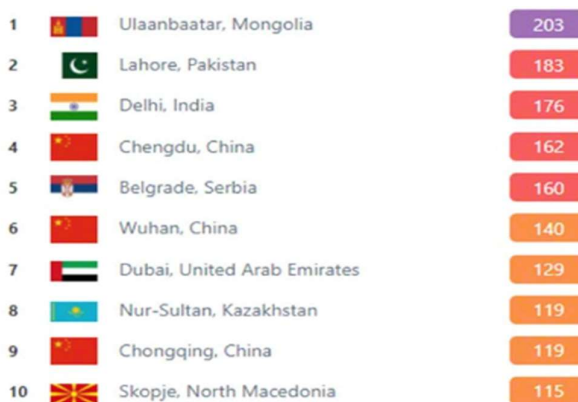 1 Ulaanbaatar, Mongolia 203
2 Lahore, Pakistan 183
3 Delhi, India 176
4 Chengdu, China 162
5 Belgrade, Serbia 160
6 Wuhan, China 140
7 Dubai, United Arab Emirates 129
8 Nur-Sultan, Kazakhstan 119
9 Chongqing, China 119
10 Skopje, North Macedonia 115